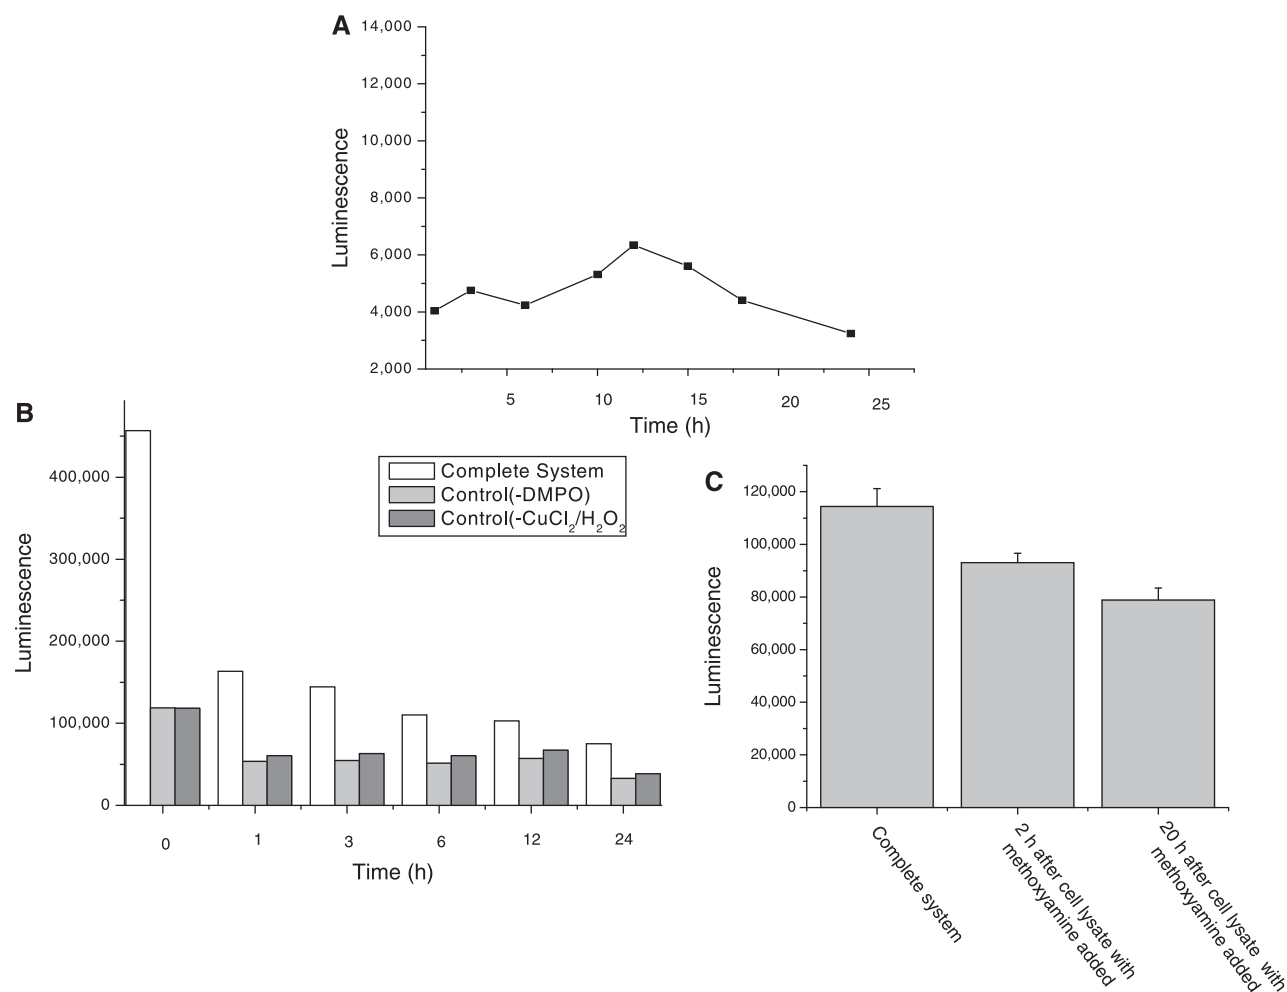 A
14,000
12,000
10,000
8,000
6,000
4,000
2,000
Luminescence
5
10
15
20
25
Time (h)
B
400,000
300,000
200,000
100,000
0
Luminescence
0
1
3
6
12
24
Time (h)
Complete System
Control(-DMPO)
Control(-CuCl₂/H₂O₂
C
120,000
100,000
80,000
60,000
40,000
20,000
0
Luminescence
Complete system
2 h after cell lysate with
methoxyamine added
20 h after cell lysate with
methoxyamine added